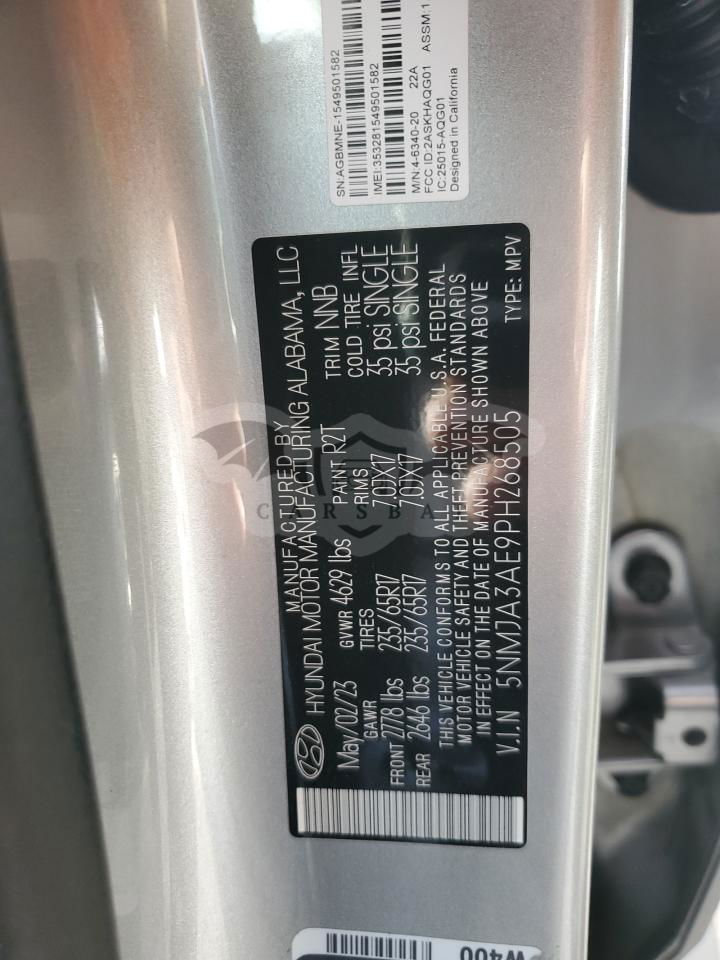 SN:AGBMNE-1549501582
IMEI:353281549501582
M/N:4-6340-20 22A
FCC ID:2ASKHAQG01 ASSM:1
IC:25015-AQG01
Designed in California
MANUFACTURED BY
HYUNDAI MOTOR MANUFACTURING ALABAMA, LLC
May/02/23 GVWR 4629 lbs PAINT R2T TRIM NNB
GAWR TIRES RIMS COLD TIRE INFL
FRONT 2778 lbs 235/65R17 7.0JX17 35 psi SINGLE
REAR 2646 lbs 235/65R17 7.0JX17 35 psi SINGLE
THIS VEHICLE CONFORMS TO ALL APPLICABLE U.S.A. FEDERAL
MOTOR VEHICLE SAFETY AND THEFT PREVENTION STANDARDS
IN EFFECT ON THE DATE OF MANUFACTURE SHOWN ABOVE
V.I.N 5NMJA3AE9PH268505 TYPE: MPV
W400